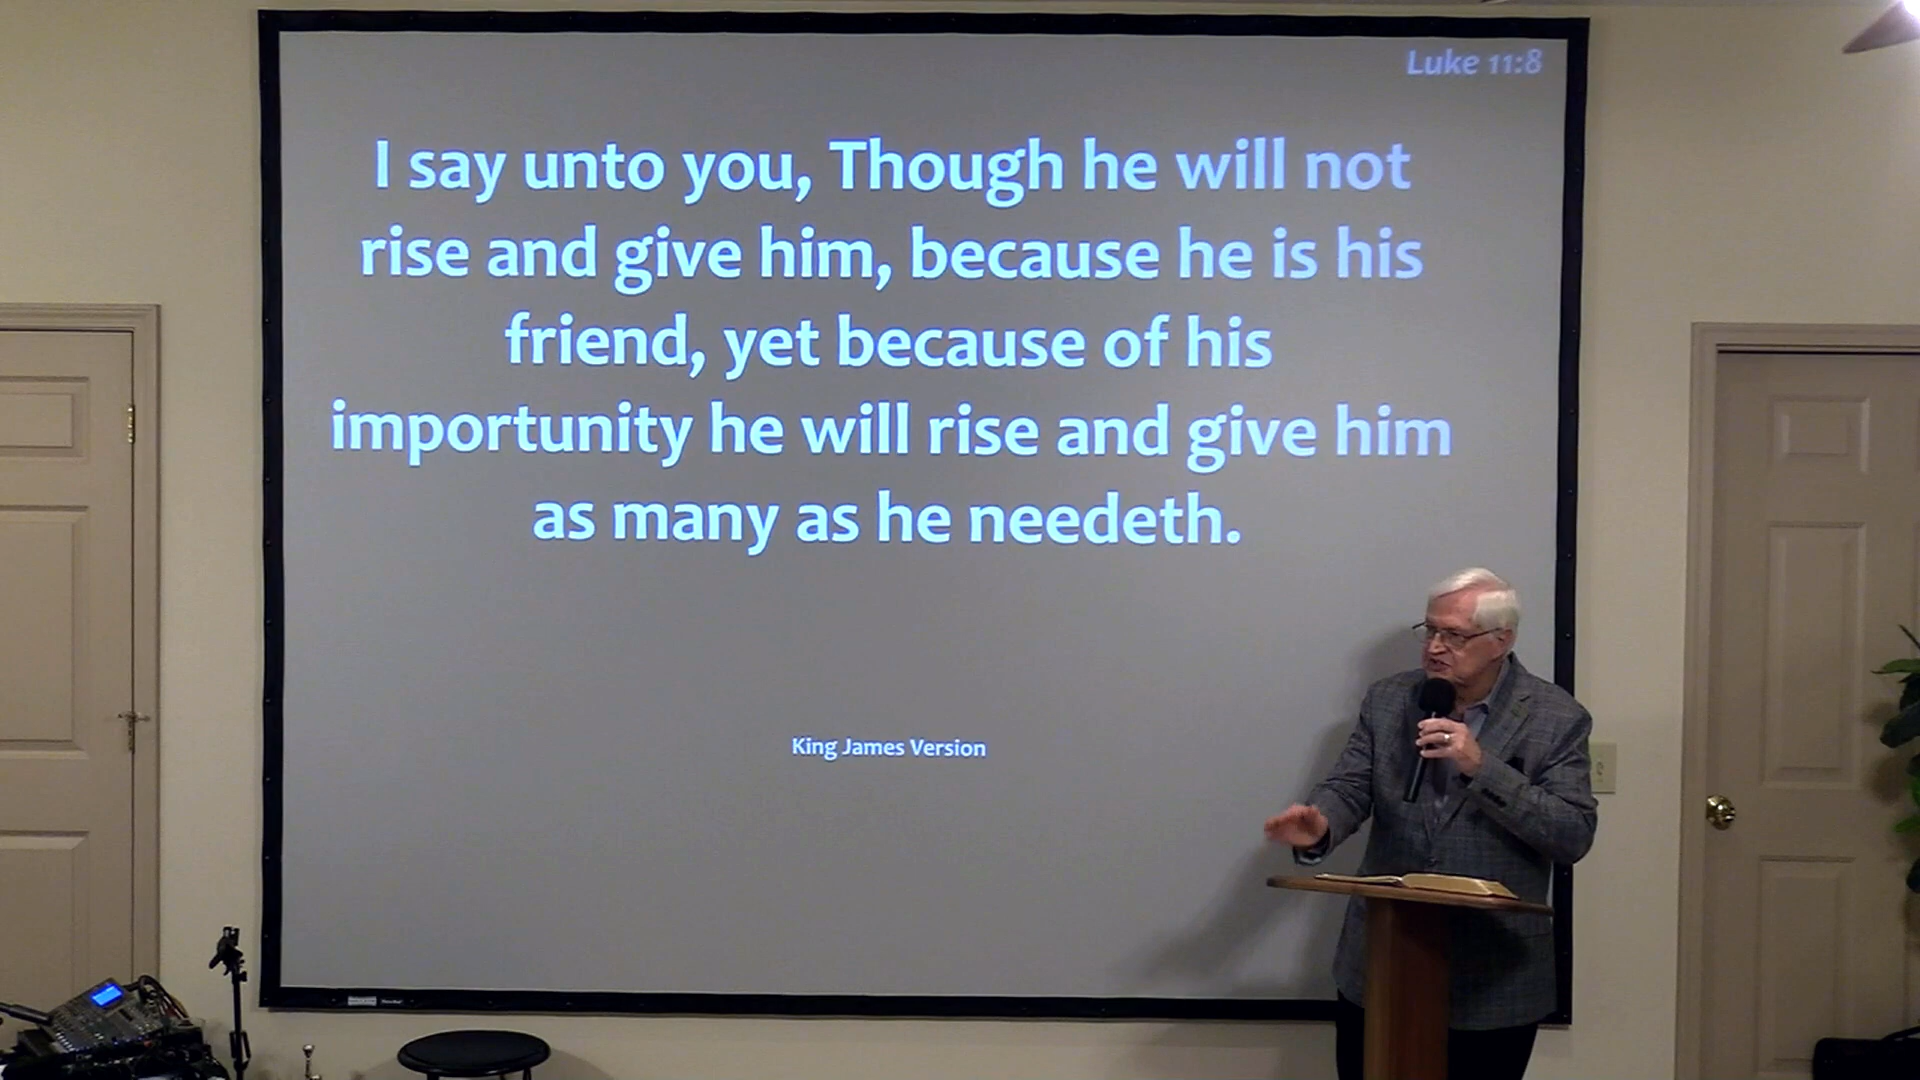 Luke 11:8
I say unto you, Though he will not
rise and give him, because he is his
friend, yet because of his
importunity he will rise and give him
as many as he needeth.
King James Version